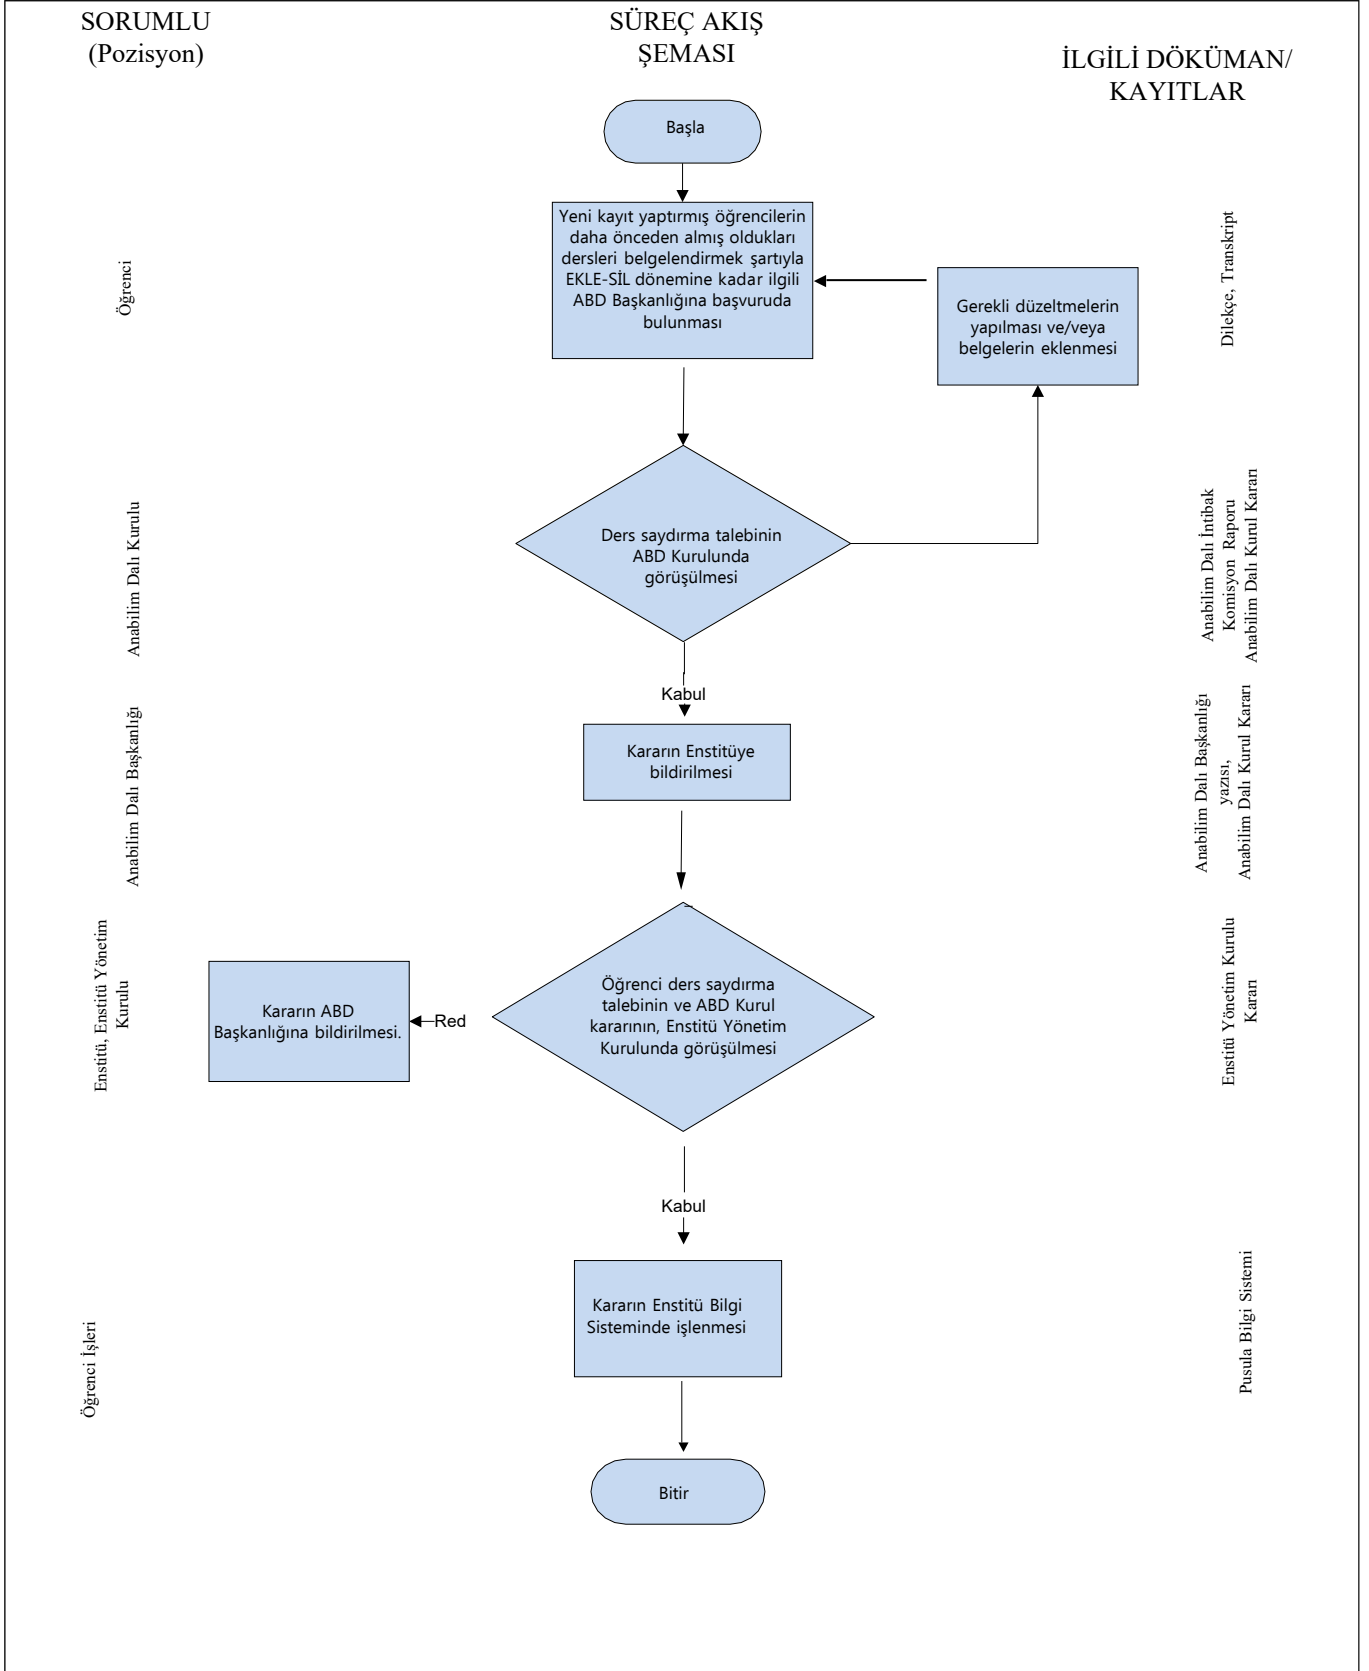 SORUMLU
(Pozisyon)
SÜREÇ AKIŞ
ŞEMASI
İLGİLİ DÖKÜMAN/
KAYITLAR
Başla
Öğrenci
Yeni kayıt yaptırmış öğrencilerin
daha önceden almış oldukları
dersleri belgelendirmek şartıyla
EKLE-SİL dönemine kadar ilgili
ABD Başkanlığına başvuruda
bulunması
Gerekli düzeltmelerin
yapılması ve/veya
belgelerin eklenmesi
Dilekçe, Transkript
Anabilim Dalı Kurulu
Ders saydırma talebinin
ABD Kurulunda
görüşülmesi
Anabilim Dalı İntibak
Komisyon Raporu
Anabilim Dalı Kurul Kararı
Kabul
Anabilim Dalı Başkanlığı
Kararın Enstitüye
bildirilmesi
Anabilim Dalı Başkanlığı
yazısı,
Anabilim Dalı Kurul Kararı
Enstitü, Enstitü Yönetim
Kurulu
Kararın ABD
Başkanlığına bildirilmesi.
Red
Öğrenci ders saydırma
talebinin ve ABD Kurul
kararının, Enstitü Yönetim
Kurulunda görüşülmesi
Enstitü Yönetim Kurulu
Kararı
Kabul
Öğrenci İşleri
Kararın Enstitü Bilgi
Sisteminde işlenmesi
Pusula Bilgi Sistemi
Bitir